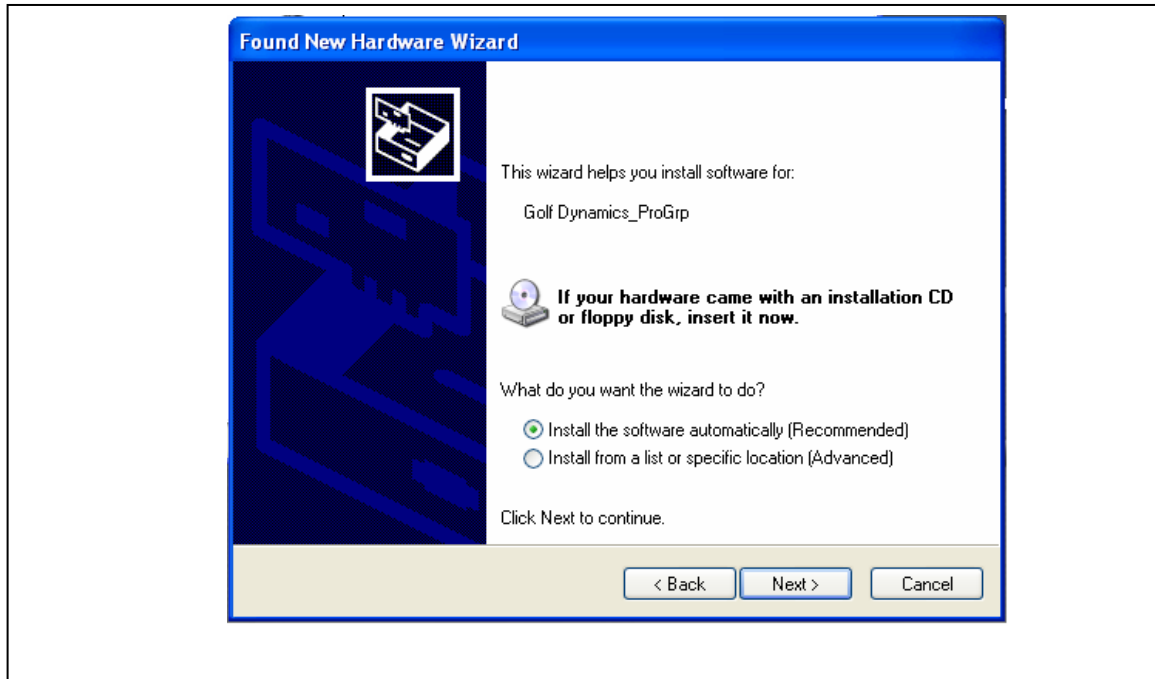 Found New Hardware Wizard
This wizard helps you install software for:
Golf Dynamics_ProGrp
If your hardware came with an installation CD
or floppy disk, insert it now.
What do you want the wizard to do?
Install the software automatically (Recommended)
Install from a list or specific location (Advanced)
Click Next to continue.
< Back Next > Cancel